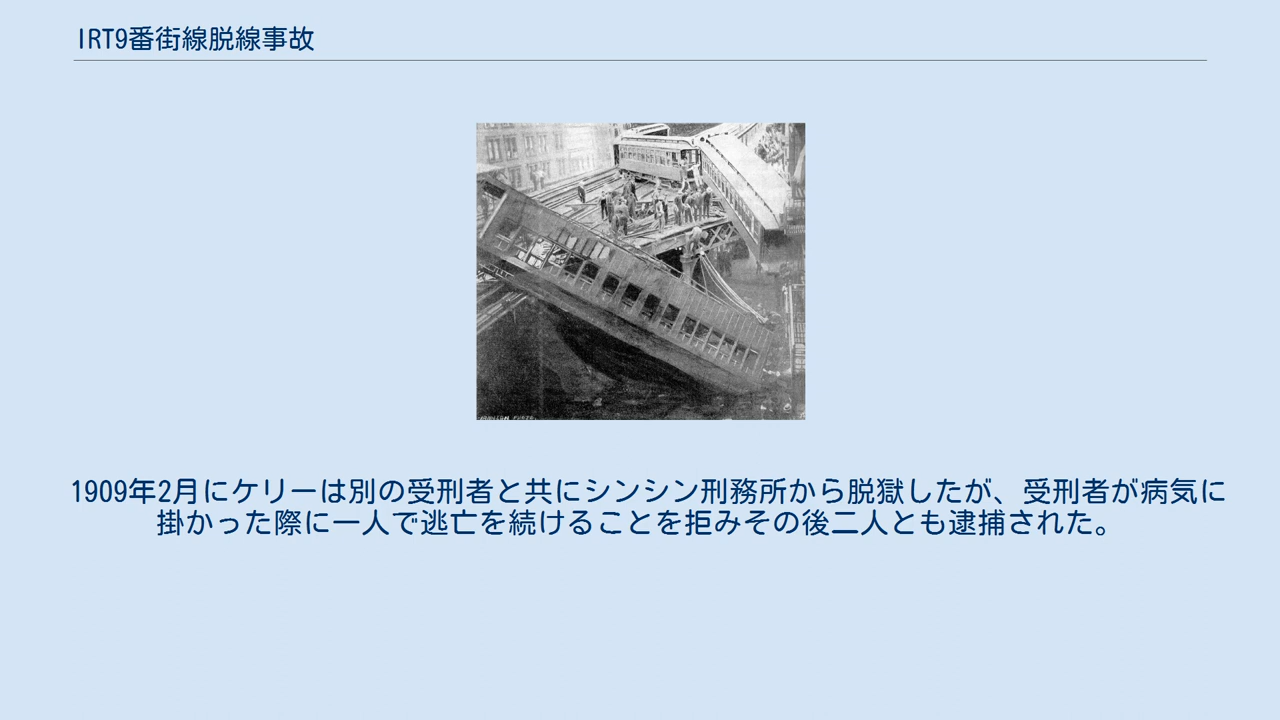 IRT9番街線脱線事故
1909年2月にケリーは別の受刑者と共にシンシン刑務所から脱獄したが、受刑者が病気に
掛かった際に一人で逃亡を続けることを拒みその後二人とも逮捕された。